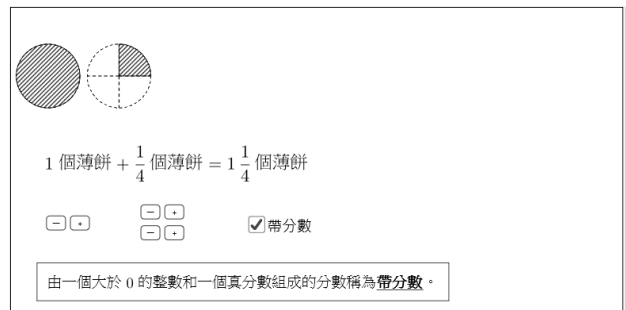 1 個薄餅 + 1/4 個薄餅 = 1 1/4 個薄餅
− + − + 帶分數
− +
由一個大於 0 的整數和一個真分數組成的分數稱為帶分數。